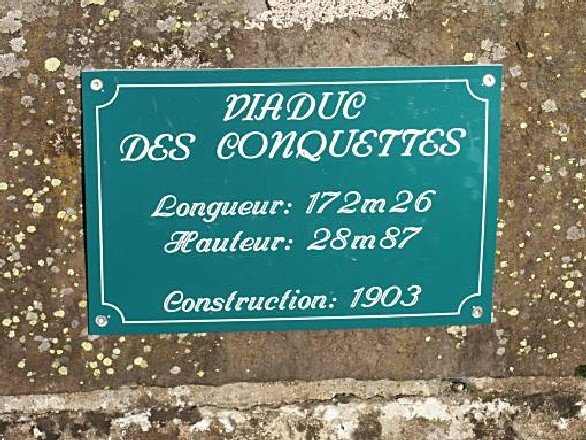 VIADUC
DES CONQUETTES
Longueur: 172m26
Hauteur: 28m87
Construction: 1903